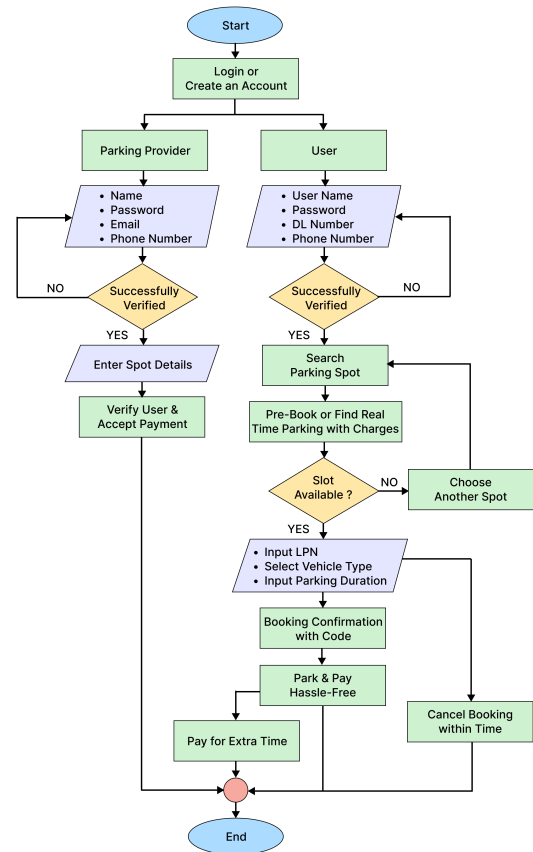 Start
Login or
Create an Account
Parking Provider
User
• Name
• Password
• Email
• Phone Number
• User Name
• Password
• DL Number
• Phone Number
NO
Successfully
Verified
Successfully
Verified
NO
YES
YES
Enter Spot Details
Search
Parking Spot
Verify User &
Accept Payment
Pre-Book or Find Real
Time Parking with Charges
Slot
Available ?
NO
Choose
Another Spot
YES
• Input LPN
• Select Vehicle Type
• Input Parking Duration
Booking Confirmation
with Code
Park & Pay
Hassle-Free
Cancel Booking
within Time
Pay for Extra Time
End